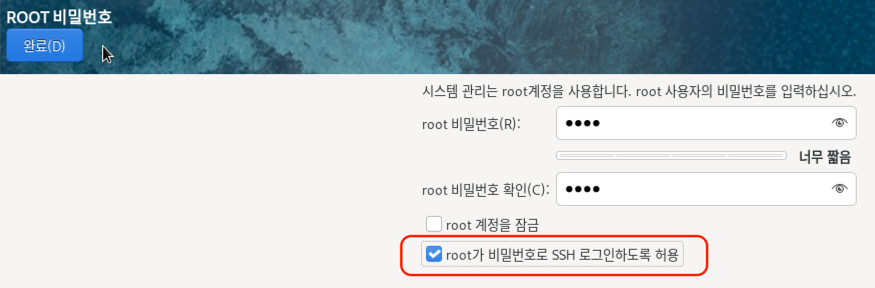 ROOT 비밀번호
완료(D)
시스템 관리는 root계정을 사용합니다. root 사용자의 비밀번호를 입력하십시오.
root 비밀번호(R):
●●●●
너무 짧음
root 비밀번호 확인(C):
●●●●
root 계정을 잠금
root가 비밀번호로 SSH 로그인하도록 허용